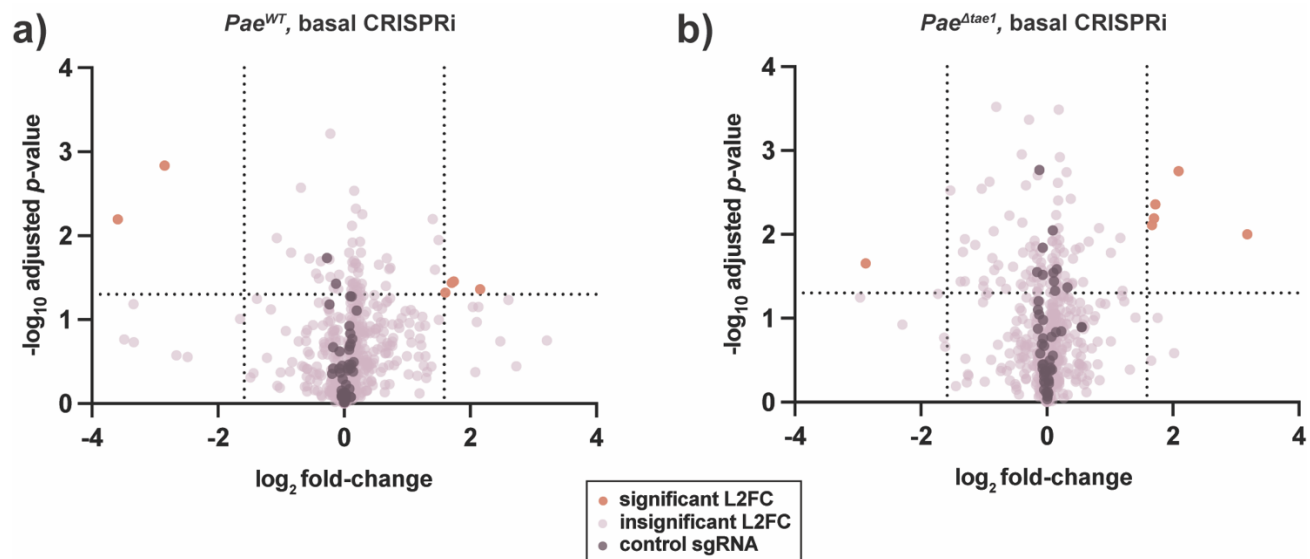 a)
Pae^WT, basal CRISPRi
4
3
2
1
0
-log₁₀ adjusted p-value
-4 -2 0 2 4
log₂ fold-change
b)
Pae^Δtae1, basal CRISPRi
4
3
2
1
0
-log₁₀ adjusted p-value
-4 -2 0 2 4
log₂ fold-change
significant L2FC
insignificant L2FC
control sgRNA